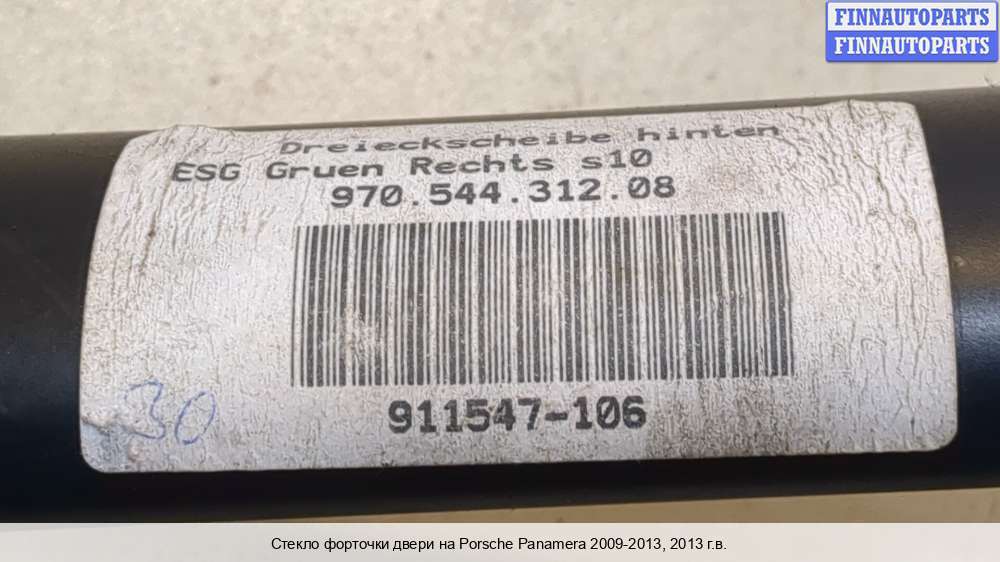 FINNAUTOPARTS
FINNAUTOPARTS
Dreieckscheibe hinten
ESG Gruen Rechts s10
970.544.312.08
911547-106
30
Стекло форточки двери на Porsche Panamera 2009-2013, 2013 г.в.